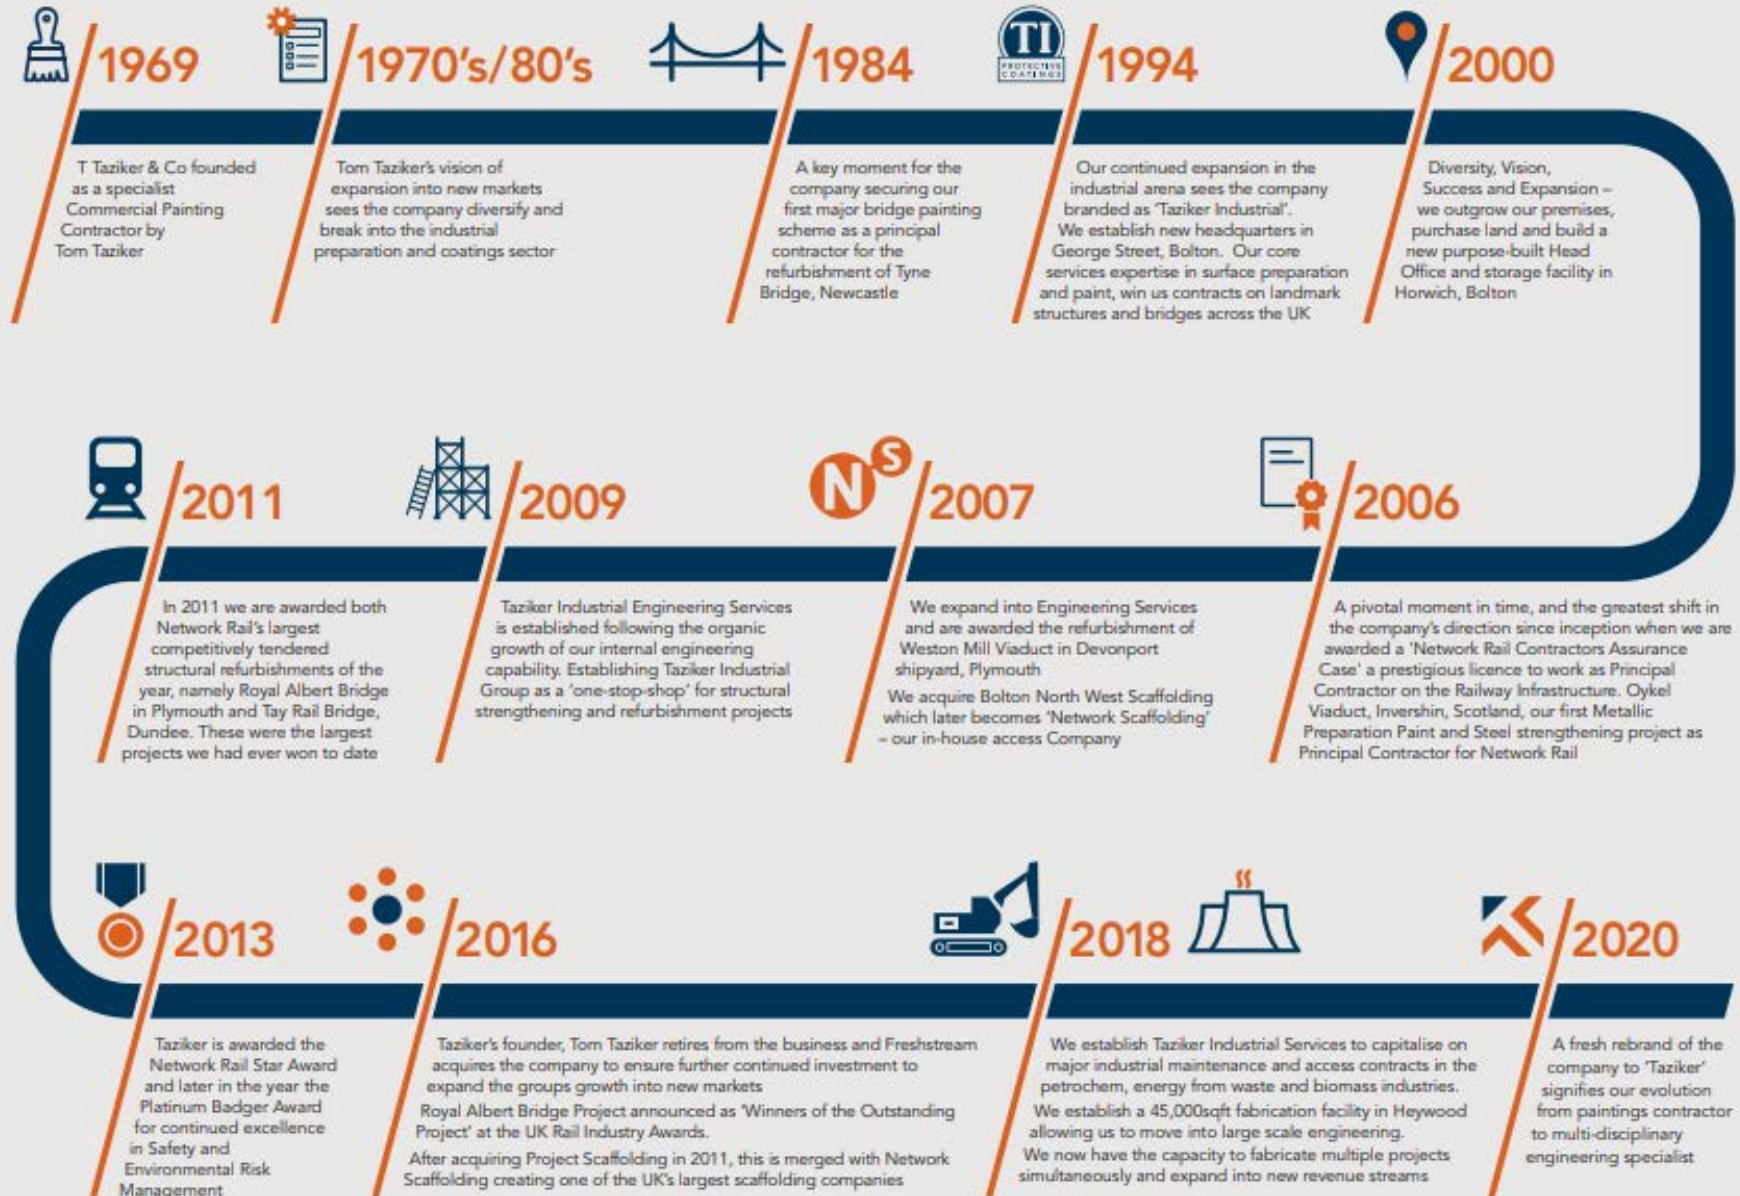 1969
T Taziker & Co founded
as a specialist
Commercial Painting
Contractor by
Tom Taziker
1970's/80's
Tom Taziker's vision of
expansion into new markets
sees the company diversify and
break into the industrial
preparation and coatings sector
1984
A key moment for the
company securing our
first major bridge painting
scheme as a principal
contractor for the
refurbishment of Tyne
Bridge, Newcastle
TI
PROTECTIVE
COATINGS
1994
Our continued expansion in the
industrial arena sees the company
branded as 'Taziker Industrial'.
We establish new headquarters in
George Street, Bolton. Our core
services expertise in surface preparation
and paint, win us contracts on landmark
structures and bridges across the UK
2000
Diversity, Vision,
Success and Expansion –
we outgrow our premises,
purchase land and build a
new purpose-built Head
Office and storage facility in
Horwich, Bolton
2006
A pivotal moment in time, and the greatest shift in
the company's direction since inception when we are
awarded a 'Network Rail Contractors Assurance
Case' a prestigious licence to work as Principal
Contractor on the Railway Infrastructure. Oykel
Viaduct, Invershin, Scotland, our first Metallic
Preparation Paint and Steel strengthening project as
Principal Contractor for Network Rail
NS
2007
We expand into Engineering Services
and are awarded the refurbishment of
Weston Mill Viaduct in Devonport
shipyard, Plymouth
We acquire Bolton North West Scaffolding
which later becomes 'Network Scaffolding'
– our in-house access Company
2009
Taziker Industrial Engineering Services
is established following the organic
growth of our internal engineering
capability. Establishing Taziker Industrial
Group as a 'one-stop-shop' for structural
strengthening and refurbishment projects
2011
In 2011 we are awarded both
Network Rail's largest
competitively tendered
structural refurbishments of the
year, namely Royal Albert Bridge
in Plymouth and Tay Rail Bridge,
Dundee. These were the largest
projects we had ever won to date
2013
Taziker is awarded the
Network Rail Star Award
and later in the year the
Platinum Badger Award
for continued excellence
in Safety and
Environmental Risk
Management
2016
Taziker's founder, Tom Taziker retires from the business and Freshstream
acquires the company to ensure further continued investment to
expand the groups growth into new markets
Royal Albert Bridge Project announced as 'Winners of the Outstanding
Project' at the UK Rail Industry Awards.
After acquiring Project Scaffolding in 2011, this is merged with Network
Scaffolding creating one of the UK's largest scaffolding companies
2018
We establish Taziker Industrial Services to capitalise on
major industrial maintenance and access contracts in the
petrochem, energy from waste and biomass industries.
We establish a 45,000sqft fabrication facility in Heywood
allowing us to move into large scale engineering.
We now have the capacity to fabricate multiple projects
simultaneously and expand into new revenue streams
2020
A fresh rebrand of the
company to 'Taziker'
signifies our evolution
from paintings contractor
to multi-disciplinary
engineering specialist